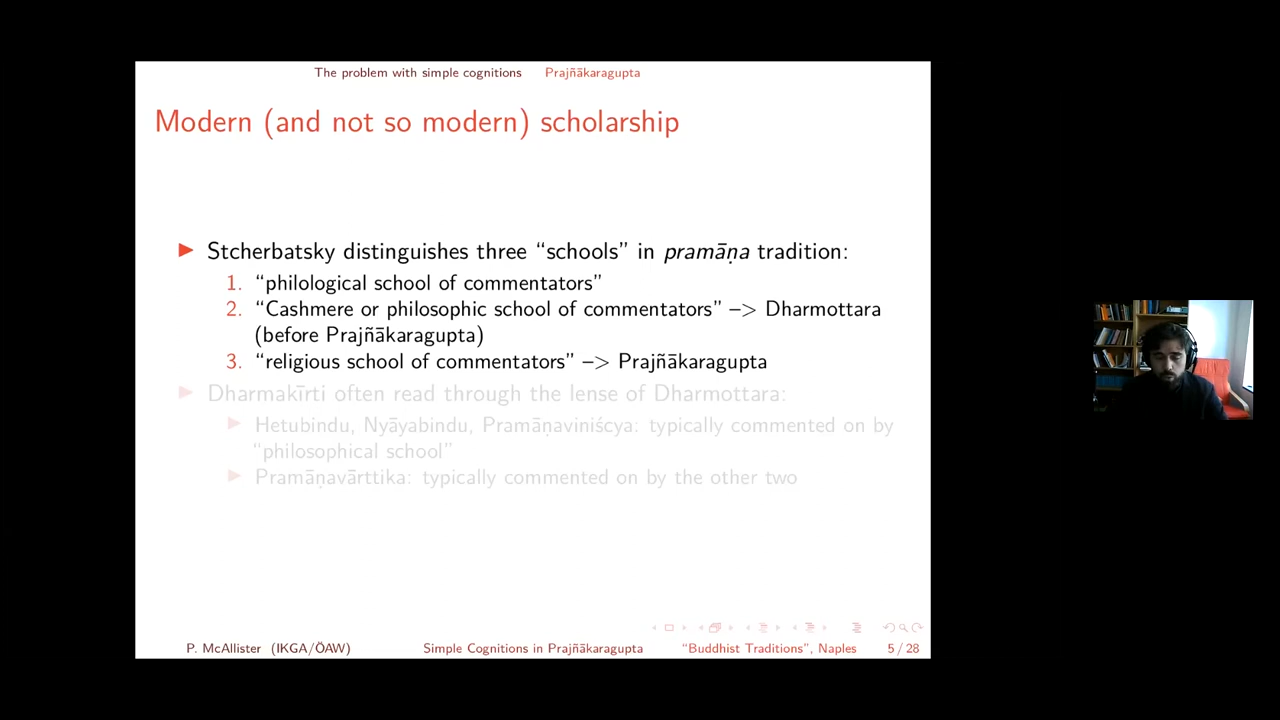 The problem with simple cognitions Prajñākaragupta
Modern (and not so modern) scholarship
Stcherbatsky distinguishes three “schools” in pramāṇa tradition:
1. “philological school of commentators”
2. “Cashmere or philosophic school of commentators” –> Dharmottara
(before Prajñākaragupta)
3. “religious school of commentators” –> Prajñākaragupta
Dharmakīrti often read through the lense of Dharmottara:
Hetubindu, Nyāyabindu, Pramāṇaviniścya: typically commented on by
“philosophical school”
Pramāṇavārttika: typically commented on by the other two
P. McAllister (IKGA/ÖAW) Simple Cognitions in Prajñākaragupta “Buddhist Traditions”, Naples 5 / 28